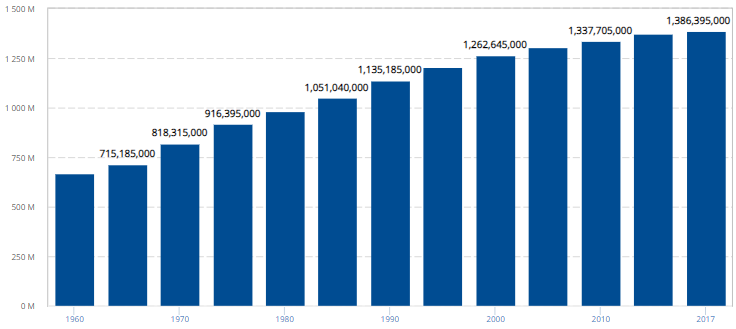 1 500 M
1 250 M
1 000 M
750 M
500 M
250 M
0 M
715,185,000
818,315,000
916,395,000
1,051,040,000
1,135,185,000
1,262,645,000
1,337,705,000
1,386,395,000
1960
1970
1980
1990
2000
2010
2017